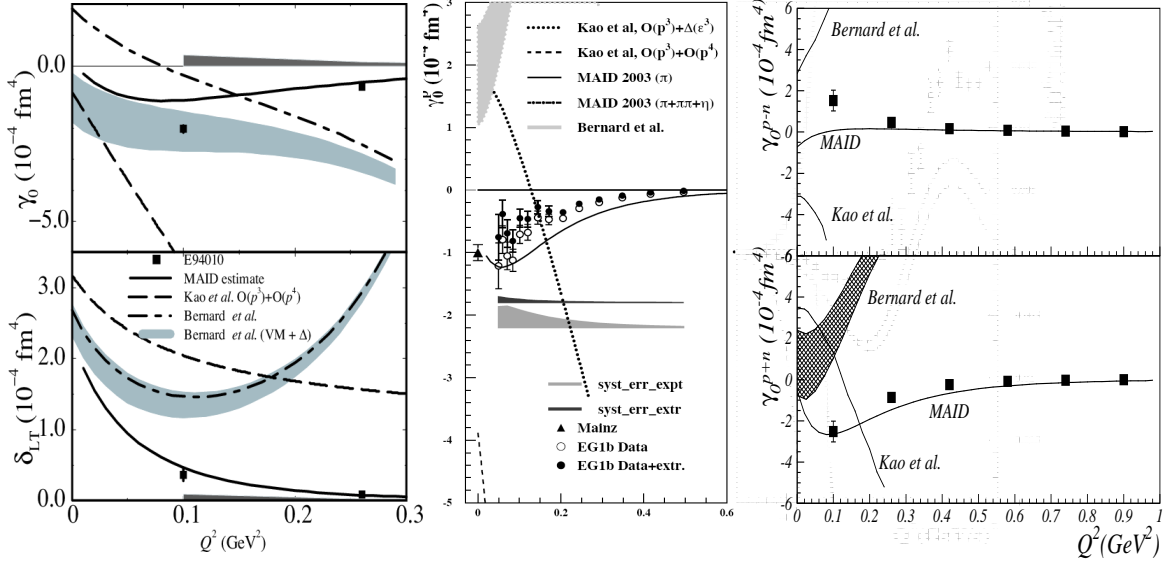 0.0
−5.0
γ0 (10−4 fm4)
E94010
MAID estimate
Kao et al. O(p3)+O(p4)
Bernard et al.
Bernard et al. (VM + Δ)
3.0
2.0
1.0
0.0
δLT (10−4 fm4)
0 0.1 0.2 0.3
Q2 (GeV2)
3
2
1
0
-1
-2
-3
-4
-5
Kao et al, O(p3)+Δ(ε3)
Kao et al, O(p3)+O(p4)
MAID 2003 (π)
MAID 2003 (π+ππ+η)
Bernard et al.
syst_err_expt
syst_err_extr
Mainz
EG1b Data
EG1b Data+extr.
0 0.2 0.4 0.6
6
4
2
0
-2
-4
-6
γ0p-n (10-4fm4)
Bernard et al.
MAID
Kao et al.
6
4
2
0
-2
-4
-6
γ0p+n (10-4fm4)
Bernard et al.
MAID
Kao et al.
0 0.1 0.2 0.3 0.4 0.5 0.6 0.7 0.8 0.9 1
Q2(GeV2)